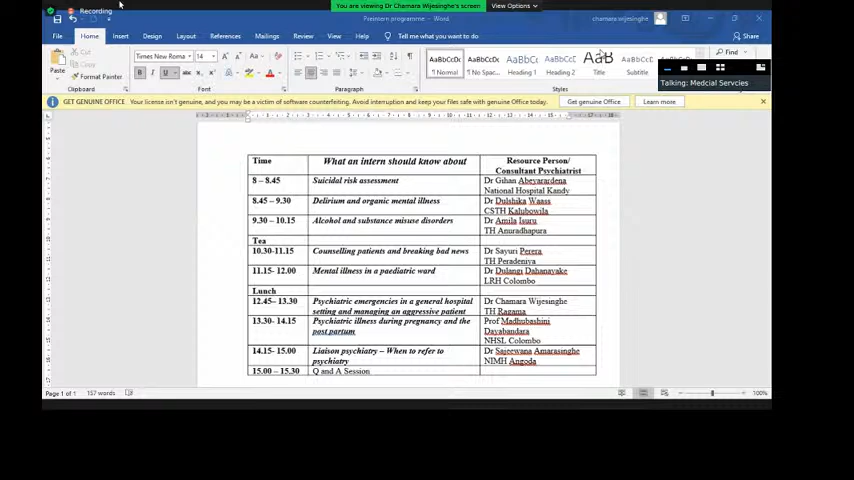 You are viewing Dr Chamara Wijesinghe's screen
View Options
Recording
Preintern programme - Word
chamara wijesinghe
File Home Insert Design Layout References Mailings Review View Help Tell me what you want to do
Share
Cut
Copy
Format Painter
Paste
Times New Roma 14
Find
AaBbCcDc AaBbCcDc AaBbCc AaBbCcC AaB AaBbCcD
¶ Normal ¶ No Spac... Heading 1 Heading 2 Title Subtitle
Talking: Medcial Servcies
Clipboard Font Paragraph Styles
GET GENUINE OFFICE Your license isn't genuine, and you may be a victim of software counterfeiting. Avoid interruption and keep your files safe with genuine Office today. Get genuine Office Learn more
Time What an intern should know about Resource Person/
Consultant Psychiatrist
8 – 8.45 Suicidal risk assessment Dr Gihan Abeyarardena
National Hospital Kandy
8.45 – 9.30 Delirium and organic mental illness Dr Dulshika Waass
CSTH Kalubowila
9.30 – 10.15 Alcohol and substance misuse disorders Dr Amila Isuru
TH Anuradhapura
Tea
10.30-11.15 Counselling patients and breaking bad news Dr Sayuri Perera
TH Peradeniya
11.15- 12.00 Mental illness in a paediatric ward Dr Dulangi Dahanayake
LRH Colombo
Lunch
12.45– 13.30 Psychiatric emergencies in a general hospital Dr Chamara Wijesinghe
setting and managing an aggressive patient TH Ragama
13.30- 14.15 Psychiatric illness during pregnancy and the Prof Madhubashini
post partum Dayabandara
NHSL Colombo
14.15- 15.00 Liaison psychiatry – When to refer to Dr Sajeewana Amarasinghe
psychiatry NIMH Angoda
15.00 – 15.30 Q and A Session
Page 1 of 1 157 words 100%